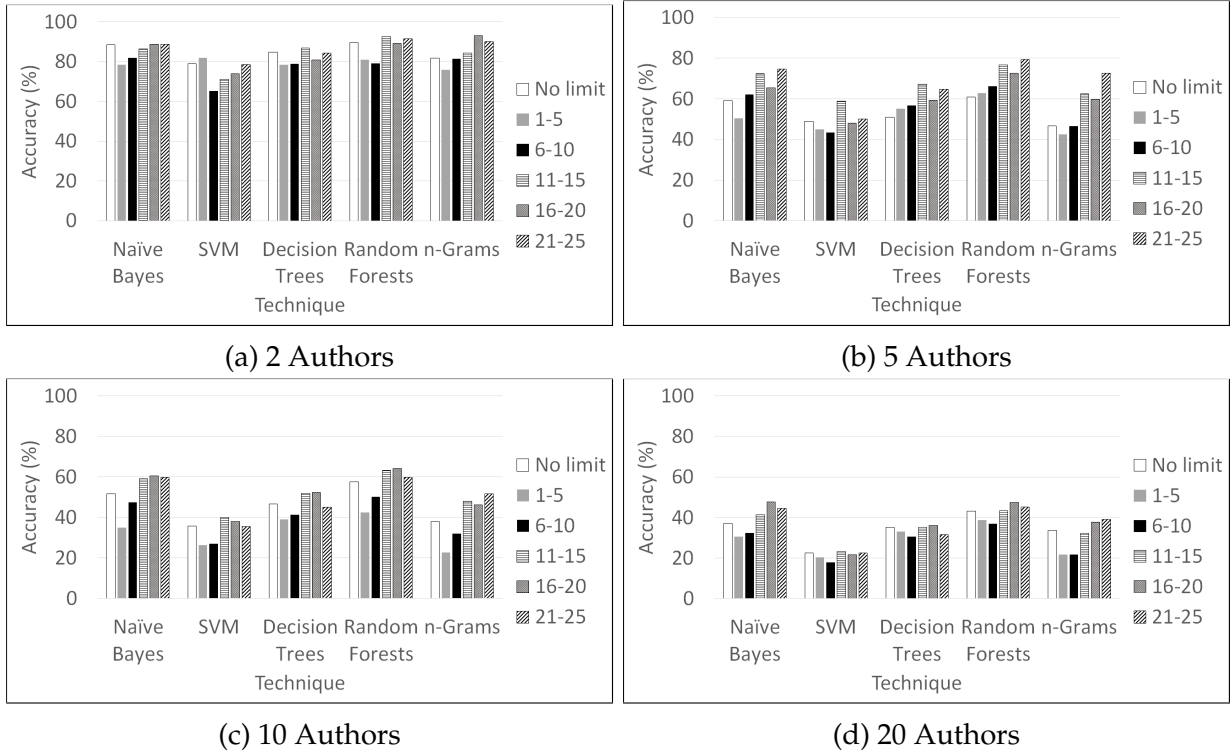 100
80
60
40
20
0
Accuracy (%)
Naïve Bayes
SVM
Decision Trees
Random Forests
n-Grams
Technique
No limit
1-5
6-10
11-15
16-20
21-25
(a) 2 Authors
100
80
60
40
20
0
Accuracy (%)
Naïve Bayes
SVM
Decision Trees
Random Forests
n-Grams
Technique
No limit
1-5
6-10
11-15
16-20
21-25
(b) 5 Authors
100
80
60
40
20
0
Accuracy (%)
Naïve Bayes
SVM
Decision Trees
Random Forests
n-Grams
Technique
No limit
1-5
6-10
11-15
16-20
21-25
(c) 10 Authors
100
80
60
40
20
0
Accuracy (%)
Naïve Bayes
SVM
Decision Trees
Random Forests
n-Grams
Technique
No limit
1-5
6-10
11-15
16-20
21-25
(d) 20 Authors